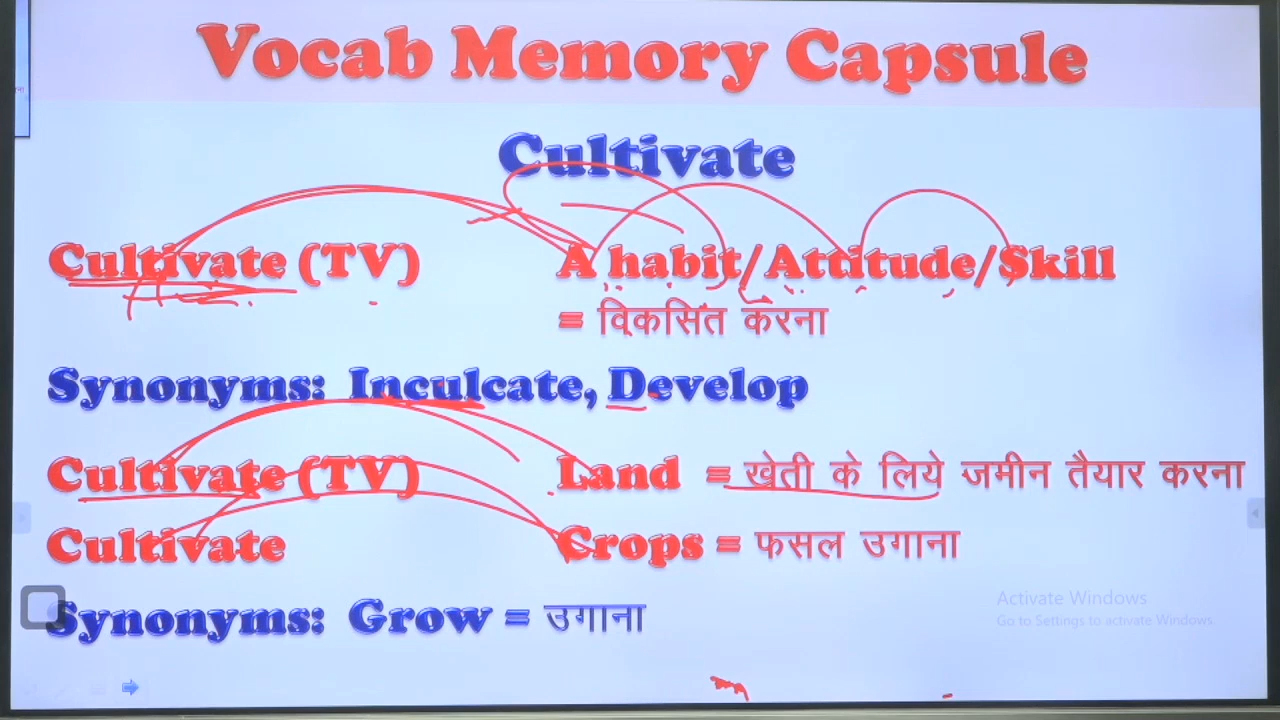 Vocab Memory Capsule
Cultivate
Cultivate (TV) A habit/Attitude/Skill
= विकसित करना
Synonyms: Inculcate, Develop
Cultivate (TV) Land = खेती के लिये जमीन तैयार करना
Cultivate Crops = फसल उगाना
Synonyms: Grow = उगाना
Activate Windows
Go to Settings to activate Windows.